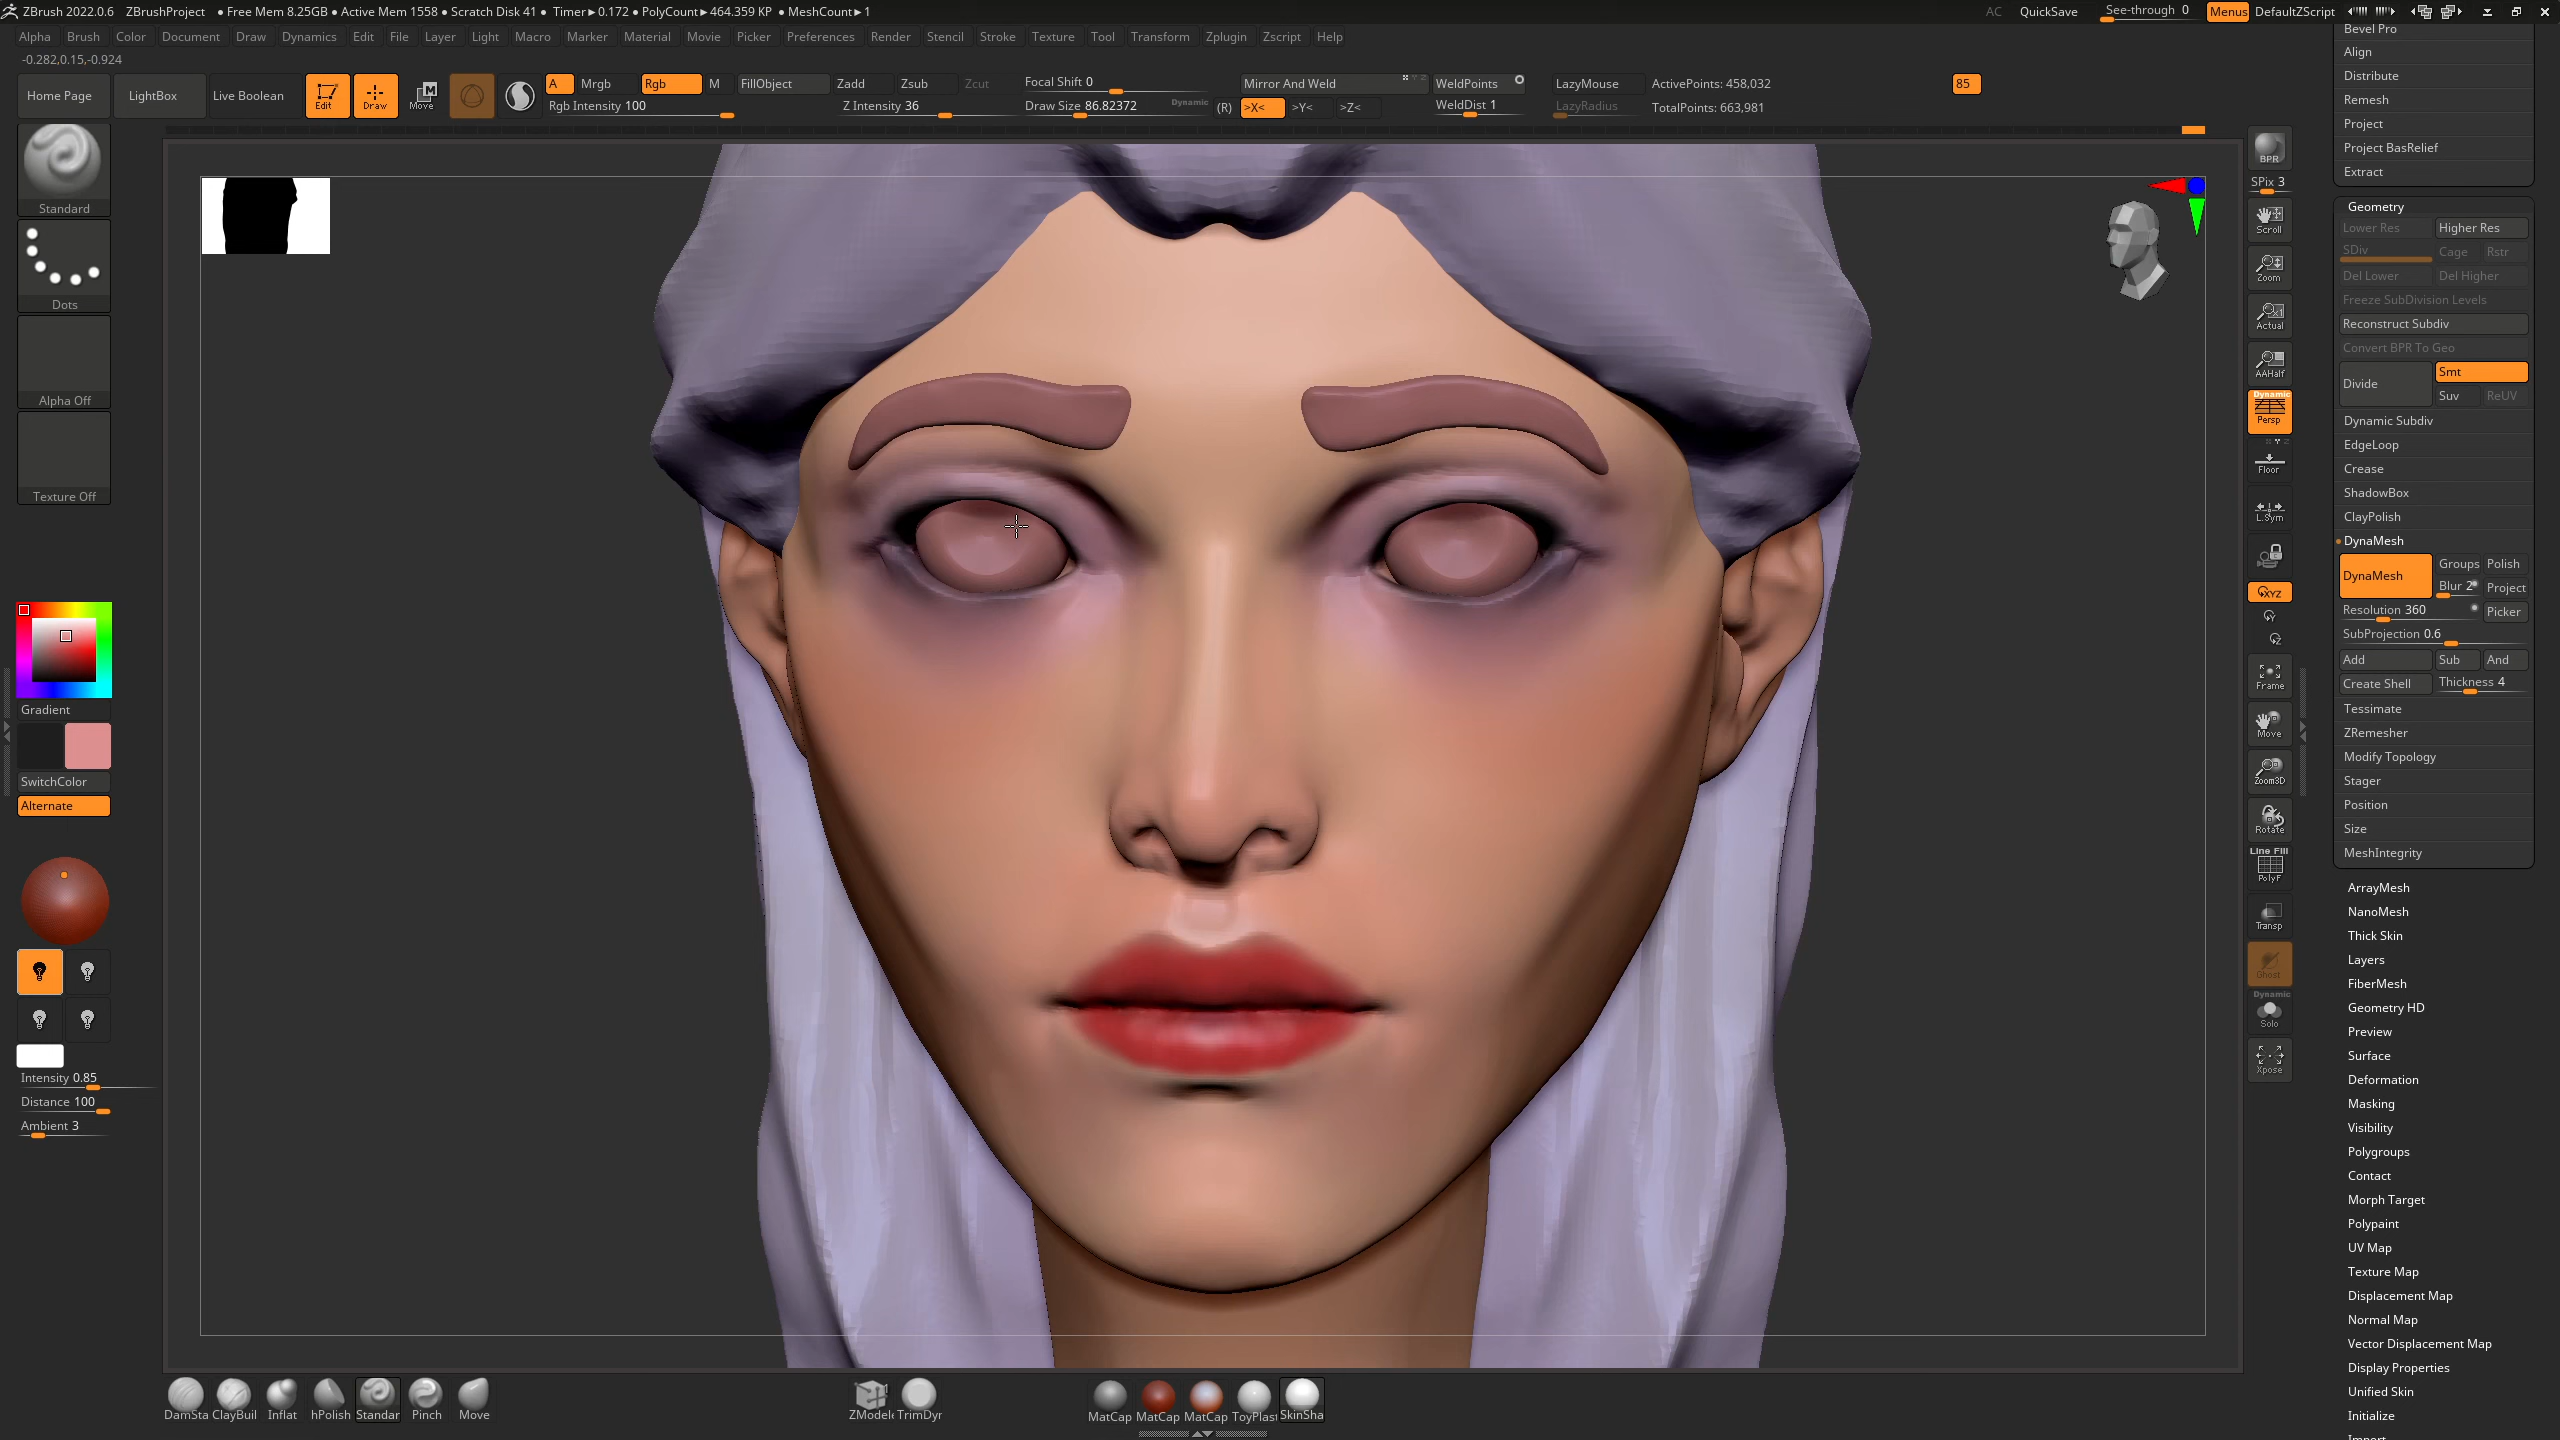 ZBrush 2022.0.6 ZBrushProject • Free Mem 8.25GB • Active Mem 1558 • Scratch Disk 41 • Timer▸0.172 • PolyCount▸464.359 KP • MeshCount▸1
AC QuickSave See-through 0 Menus DefaultZScript
Alpha Brush Color Document Draw Dynamics Edit File Layer Light Macro Marker Material Movie Picker Preferences Render Stencil Stroke Texture Tool Transform Zplugin Zscript Help
-0.282,0.15,-0.924
Home Page LightBox Live Boolean Edit Draw Move
A Mrgb Rgb M FillObject Zadd Zsub Zcut
Rgb Intensity 100 Z Intensity 36
Focal Shift 0
Draw Size 86.82372 Dynamic
Mirror And Weld WeldPoints
(R) >X< >Y< >Z< WeldDist 1
LazyMouse
LazyRadius
ActivePoints: 458,032
TotalPoints: 663,981
85
Standard
Dots
Alpha Off
Texture Off
Gradient
SwitchColor
Alternate
Intensity 0.85
Distance 100
Ambient 3
BPR
SPix 3
Scroll
Zoom
Actual
AAHalf
Dynamic
Persp
Floor
L.Sym
XYZ
Y
Z
Frame
Move
Zoom3D
Rotate
Line Fill
PolyF
Transp
Ghost
Dynamic
Solo
Xpose
Bevel Pro
Align
Distribute
Remesh
Project
Project BasRelief
Extract
Geometry
Lower Res Higher Res
SDiv Cage Rstr
Del Lower Del Higher
Freeze SubDivision Levels
Reconstruct Subdiv
Convert BPR To Geo
Divide Smt
Suv ReUV
Dynamic Subdiv
EdgeLoop
Crease
ShadowBox
ClayPolish
DynaMesh
DynaMesh Groups Polish
Blur 2 Project
Resolution 360 Picker
SubProjection 0.6
Add Sub And
Create Shell Thickness 4
Tessimate
ZRemesher
Modify Topology
Stager
Position
Size
MeshIntegrity
ArrayMesh
NanoMesh
Thick Skin
Layers
FiberMesh
Geometry HD
Preview
Surface
Deformation
Masking
Visibility
Polygroups
Contact
Morph Target
Polypaint
UV Map
Texture Map
Displacement Map
Normal Map
Vector Displacement Map
Display Properties
Unified Skin
Initialize
DamSta ClayBuil Inflat hPolish Standar Pinch Move ZModele TrimDyr MatCap MatCap MatCap ToyPlast SkinSha